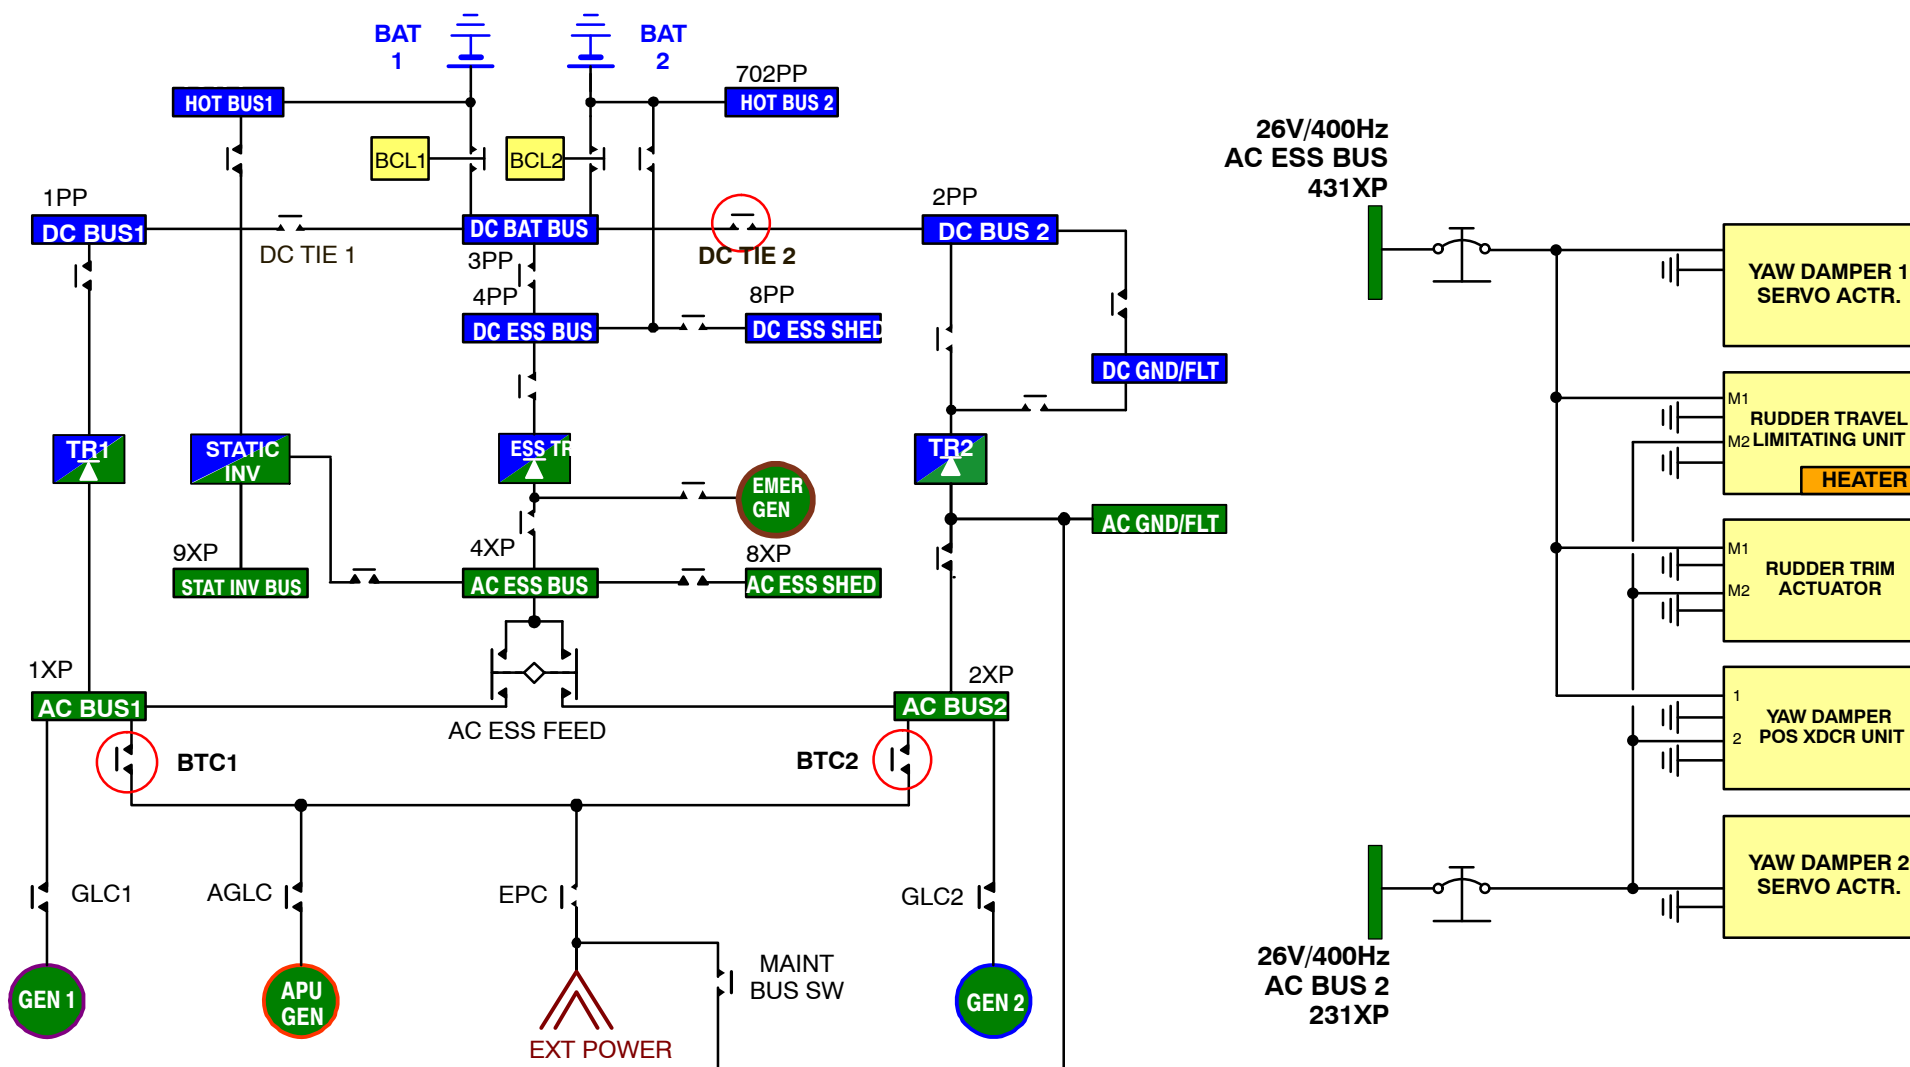 BAT
1
BAT
2
702PP
HOT BUS1
HOT BUS 2
BCL1
BCL2
1PP
2PP
DC BUS1
DC BAT BUS
DC BUS 2
DC TIE 1
DC TIE 2
3PP
4PP
8PP
DC ESS BUS
DC ESS SHED
DC GND/FLT
TR1
STATIC
INV
ESS TR
TR2
EMER
GEN
AC GND/FLT
9XP
4XP
8XP
STAT INV BUS
AC ESS BUS
AC ESS SHED
1XP
2XP
AC BUS1
AC BUS2
AC ESS FEED
BTC1
BTC2
GLC1
AGLC
EPC
GLC2
MAINT
BUS SW
GEN 1
APU
GEN
GEN 2
EXT POWER
26V/400Hz
AC ESS BUS
431XP
YAW DAMPER 1
SERVO ACTR.
M1
RUDDER TRAVEL
M2
LIMITATING UNIT
HEATER
M1
RUDDER TRIM
M2
ACTUATOR
1
YAW DAMPER
2
POS XDCR UNIT
YAW DAMPER 2
SERVO ACTR.
26V/400Hz
AC BUS 2
231XP